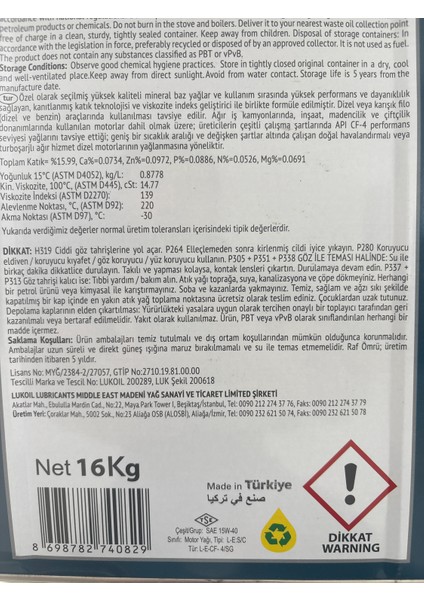 petroleum products or chemicals. Do not burn in the stove and boilers. Deliver it to your nearest waste oil collection point
free of charge in a clean, sturdy, tightly sealed container. Keep away from children. Disposal of storage containers: In
accordance with the legislation in force, preferably recycled or disposed of by an approved collector. It is not used as fuel.
The product does not contain any substances classified as PBT or vPvB.
Storage Conditions: Observe good chemical hygiene practices. Store in tightly closed original container in a dry, cool
and well-ventilated place.Keep away from direct sunlight.Avoid from water contact. Storage life is 5 years from the
manufacture date.
tur Özel olarak seçilmiş yüksek kaliteli mineral baz yağlar ve kullanım sırasında yüksek performans ve dayanıklılık
sağlayan, kanıtlanmış katık teknolojisi ve viskozite indeks geliştirici ile birlikte formüle edilmiştir. Dizel veya karışık filo
(dizel ve benzin) araçlarında kullanılması tavsiye edilir. Ağır iş kamyonlarında, inşaat, madencilik ve çiftçilik
donanımlarında kullanılan motorlar dahil olmak üzere; üreticilerin çeşitli çalışma şartlarında API CF-4 performans
seviyesi yağlarını tavsiye ettiği; geniş bir sıcaklık aralığı ve değişken şartlar altında çalışan doğal havalandırmalı veya
turboşarjlı ağır hizmet dizel motorlarının yağlanmasına yöneliktir.
Toplam Katık= %15.99, Ca%=0.0734, Zn%=0.0972, P%=0.0886, N%=0.0526, Mg%=0.0691
Yoğunluk 15°C (ASTM D4052), kg/L: 0.8778
Kin. Viskozite, 100°C, (ASTM D445), cSt: 14.77
Viskozite İndeksi (ASTM D2270): 139
Alevlenme Noktası, °C, (ASTM D92): 220
Akma Noktası (ASTM D97), °C: -30
Yukarıda verdiğimiz değerler normal üretim toleransları içerisindeki tipik değerlerdir.
DİKKAT: H319 Ciddi göz tahrişlerine yol açar. P264 Elleçlemeden sonra kirlenmiş cildi iyice yıkayın. P280 Koruyucu
eldiven / koruyucu kıyafet / göz koruyucu / yüz koruyucu kullanın. P305 + P351 + P338 GÖZ İLE TEMASI HALİNDE: Su ile
birkaç dakika dikkatlice durulayın. Takılı ve yapması kolaysa, kontak lensleri çıkartın. Durulamaya devam edin. P337 +
P313 Göz tahrişi kalıcı ise: Tıbbi yardım / bakım alın. Atık yağı toprağa, suya, kanalizasyona ve çöpe dökmeyiniz. Herhangi
bir petrol ürünü veya kimyasal ile karıştırmayınız. Soba ve kazanlarda yakmayınız. Temiz, sağlam ve ağzı sıkı şekilde
kapatılmış bir kap içinde en yakın atık yağ toplama noktasına ücretsiz olarak teslim ediniz. Çocuklardan uzak tutunuz.
Depolama kaplarının elden çıkartılması: Yürürlükteki yasalara uygun olarak tercihen onaylı bir toplayıcı tarafından geri
kazanılmalı veya bertaraf edilmelidir. Yakıt olarak kullanılmaz. Ürün, PBT veya vPvB olarak sınıflandırılan herhangi bir
madde içermez.
Saklama Koşulları: Ürün ambalajları temiz tutulmalı ve dış ortam koşullarından mümkün olduğunca korunmalıdır.
Ambalajlar uzun süreli ve direkt güneş ışığına maruz bırakılmamalı ve su ile temas etmemelidir. Raf Ömrü; üretim
tarihinden itibaren 5 yıldır.
Lisans No: MYĞ/2384-2/27057, GTİP No:2710.19.81.00.00
Tescilli Marka ve Tescil No: LUKOIL 200289, LUK Şekil 200618
LUKOIL LUBRICANTS MIDDLE EAST MADENİ YAĞ SANAYİ VE TİCARET LİMİTED ŞİRKETİ
Akatlar Mah., Ebulula Mardin Cad., No:22, Maya,Park Tower I, Beşiktaş/İstanbul, Tel: 0090 212 274 37 76, Faks: 0090 212 274 37 99
Üretim Yeri: Çoraklar Mah., 5002 Sok., No:23 Aliağa OSB (ALOSBİ), Aliağa/İzmir, Tel: 0090 232 621 50 74, Faks: 0090 232 621 50 78
Net 16Kg
Made in Türkiye
صنع في تركيا
TSE
Çeşit/Grup: SAE 15W-40
Sınıfı: Motor Yağı, Tipi: L-E:S/C
Tür: L-E-CF- 4/SG
8 698782 740829
DİKKAT
WARNING